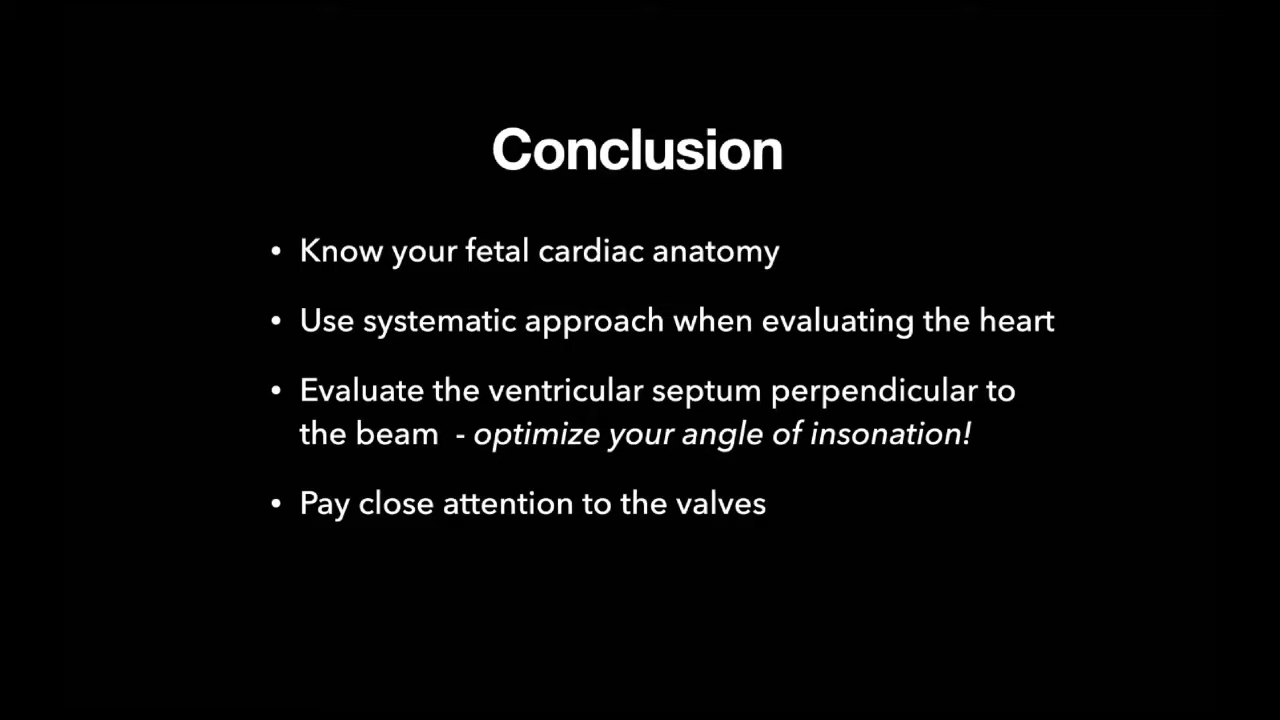 Conclusion
• Know your fetal cardiac anatomy
• Use systematic approach when evaluating the heart
• Evaluate the ventricular septum perpendicular to
the beam - optimize your angle of insonation!
• Pay close attention to the valves